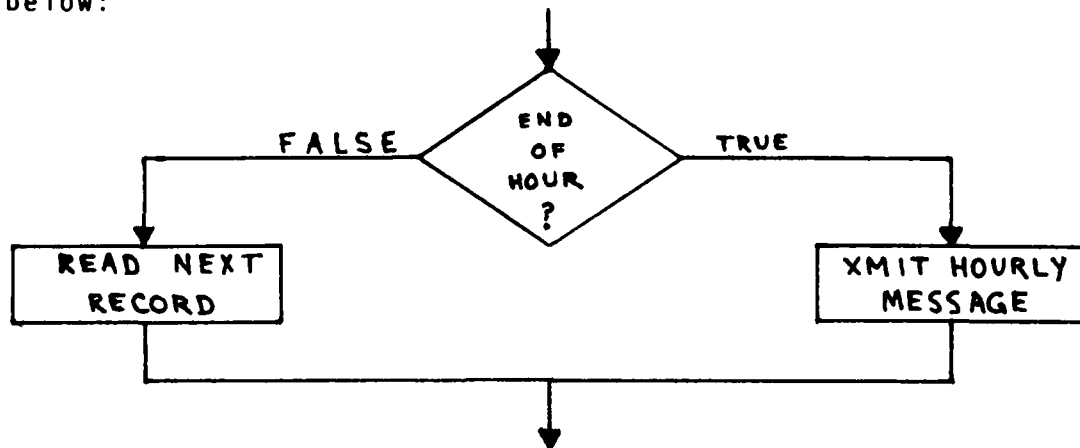 below:
END
OF
HOUR
?
FALSE
TRUE
READ NEXT
RECORD
XMIT HOURLY
MESSAGE